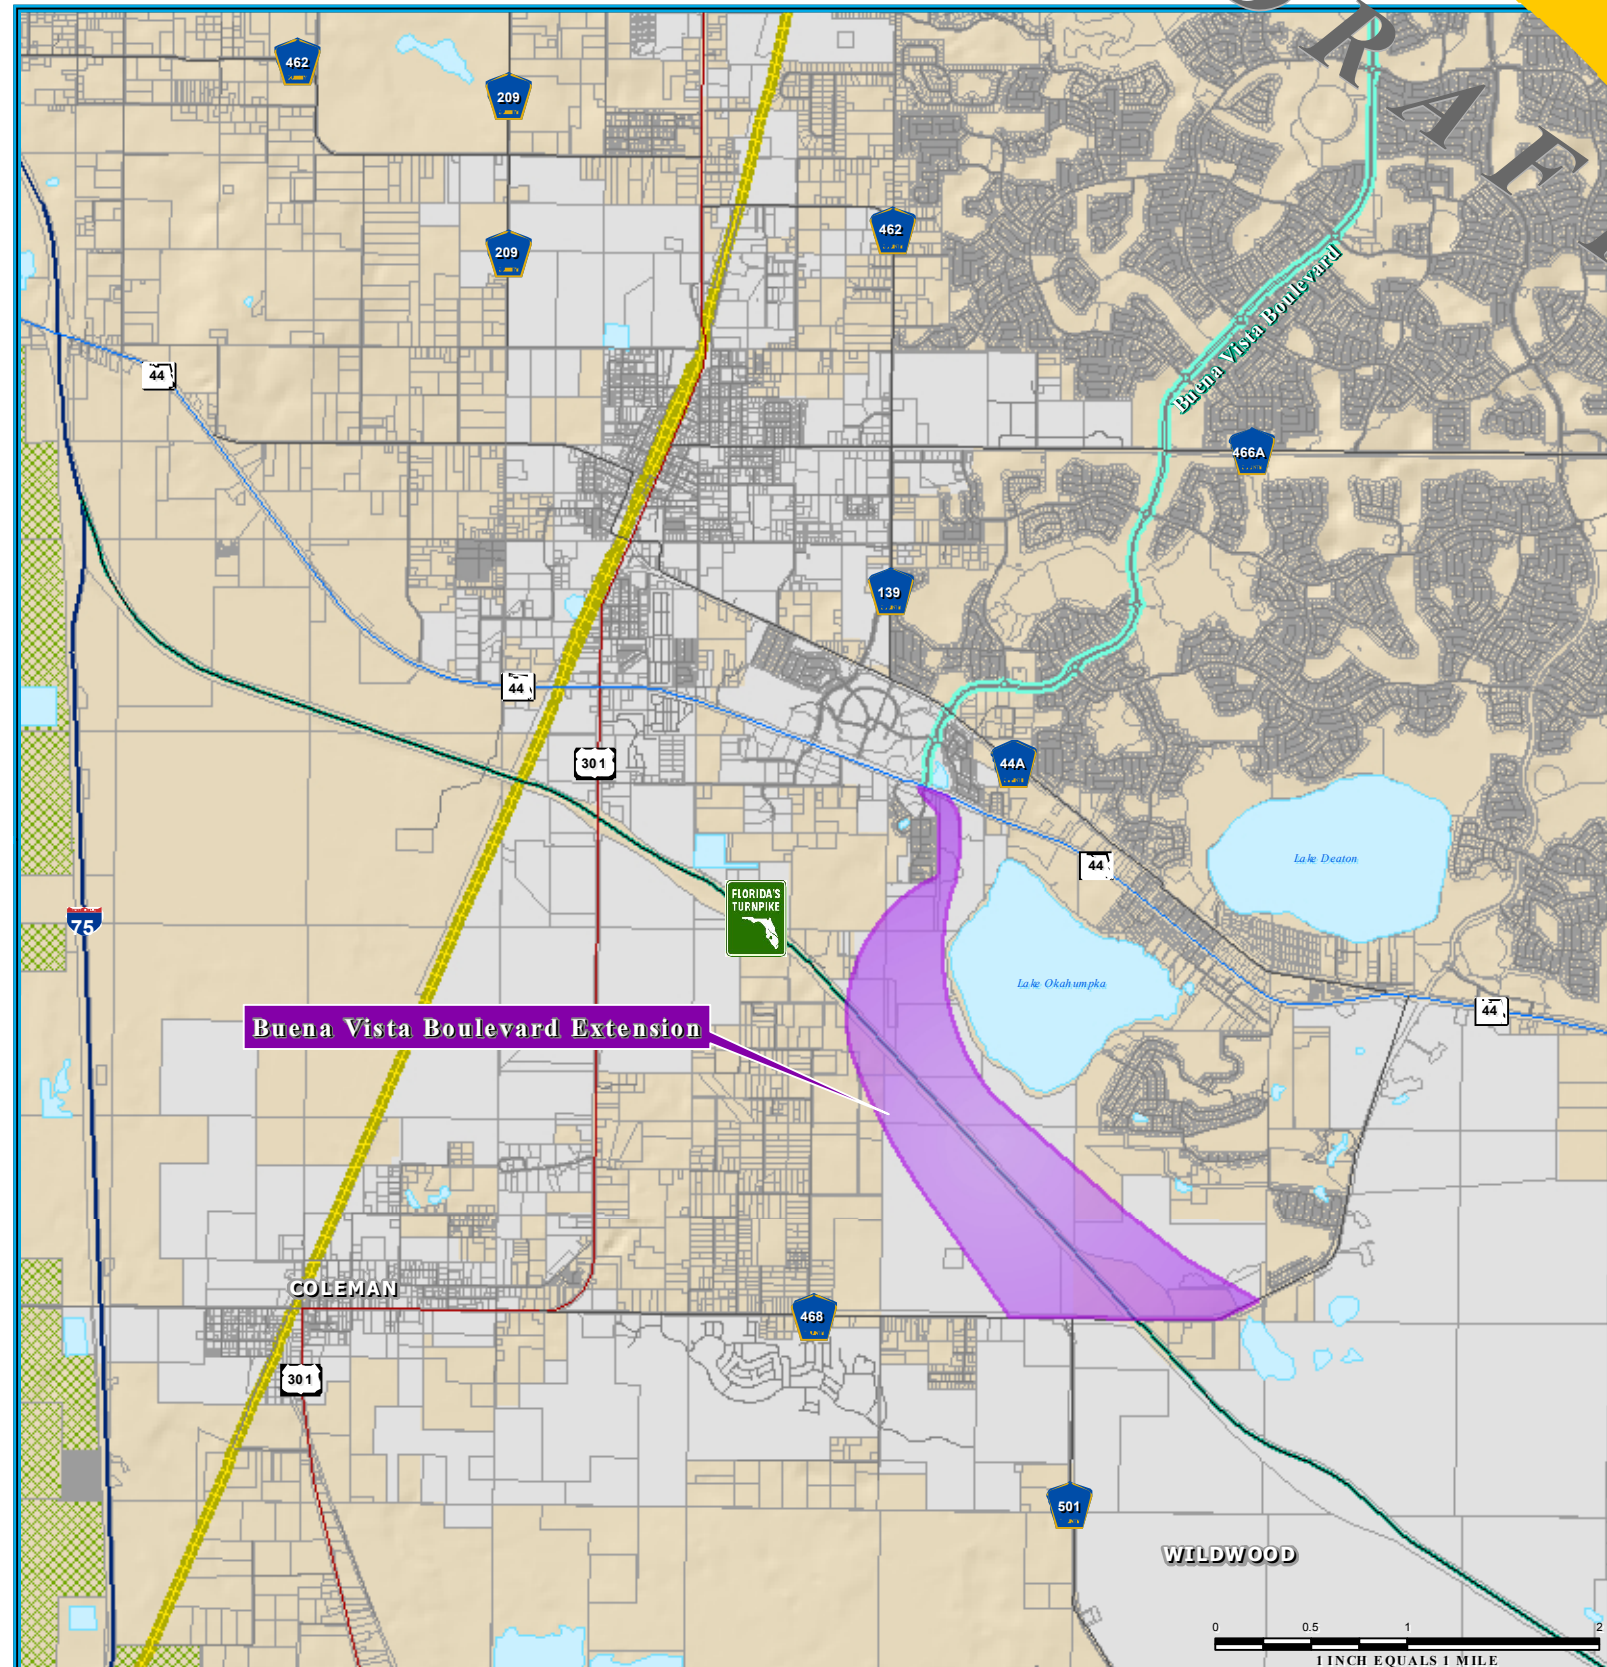 R
A
F
462
209
462
209
Buena Vista Boulevard
44
466A
139
44
301
44A
Lake Deaton
44
FLORIDA'S
TURNPIKE
75
Lake Okahumpka
44
Buena Vista Boulevard Extension
COLEMAN
468
301
501
WILDWOOD
0 0.5 1 2
1 INCH EQUALS 1 MILE